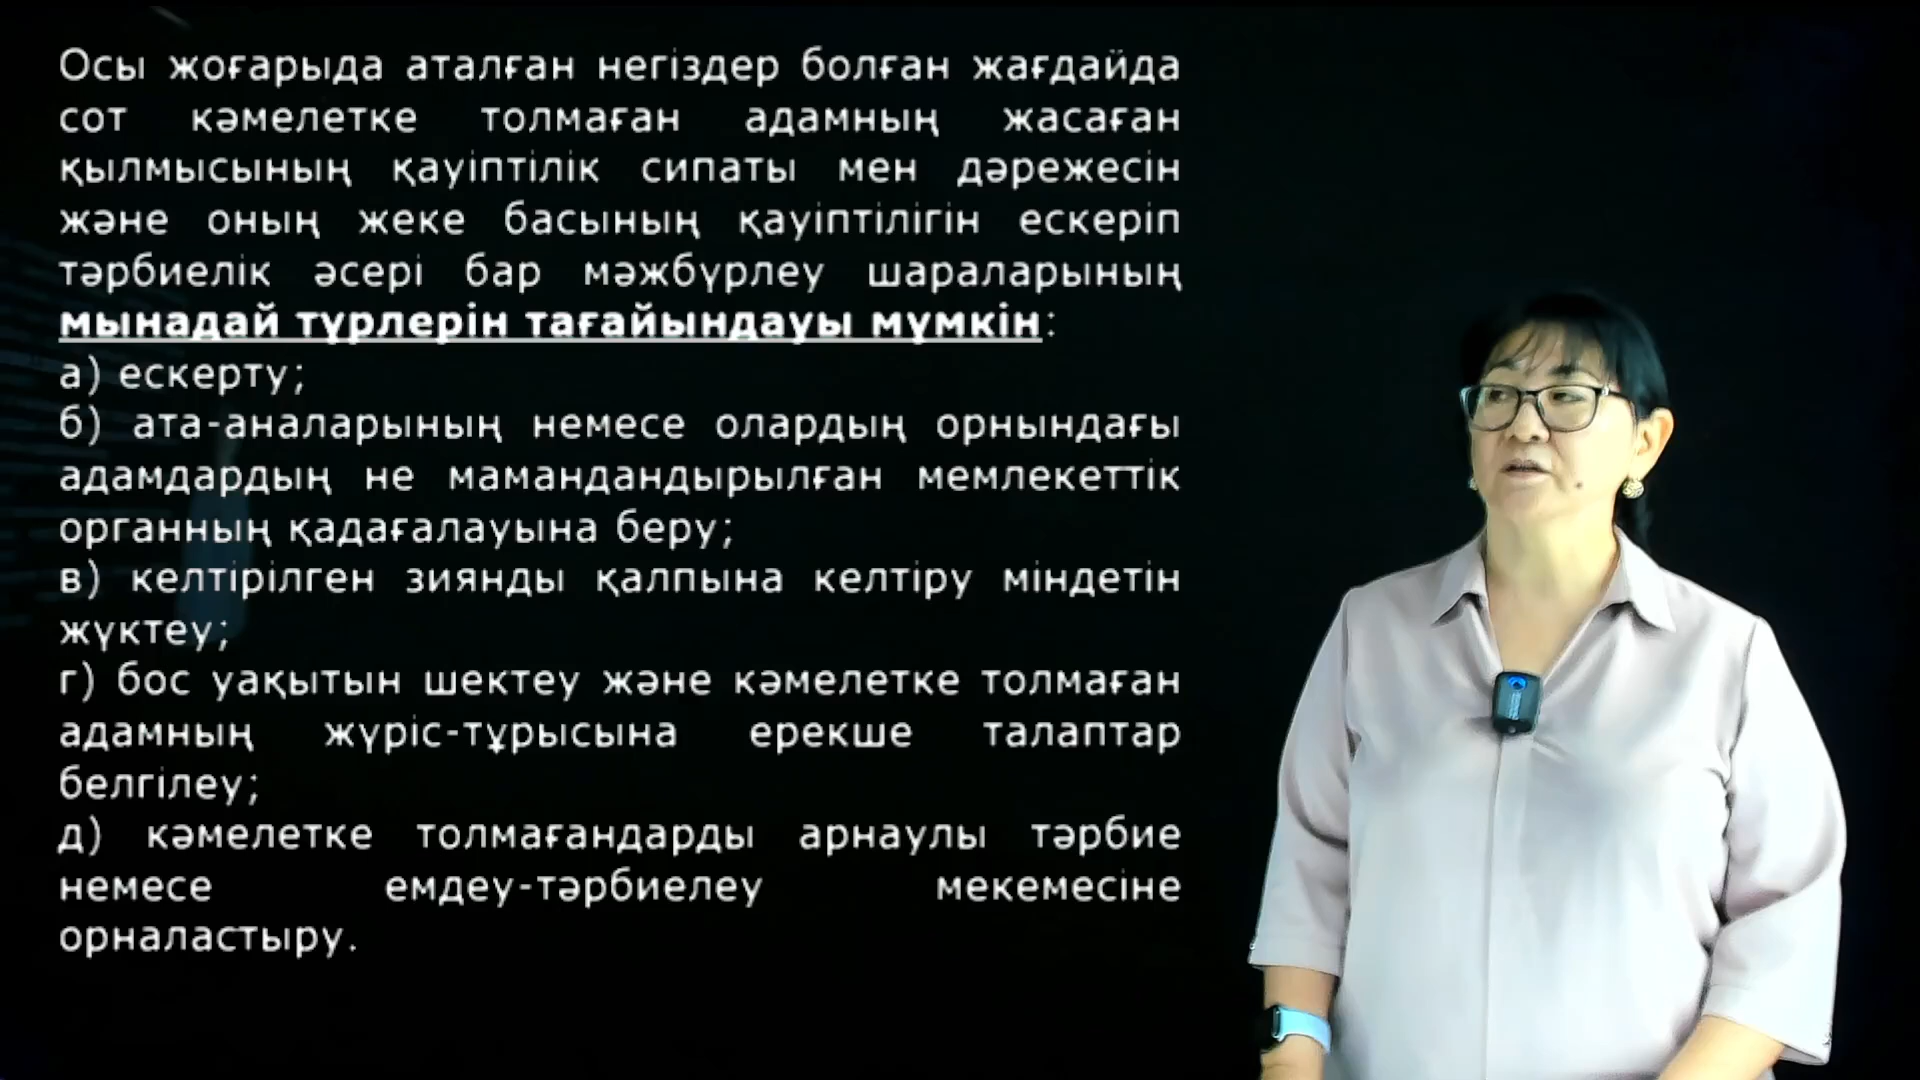 Осы жоғарыда аталған негіздер болған жағдайда
сот кәмелетке толмаған адамның жасаған
қылмысының қауіптілік сипаты мен дәрежесін
және оның жеке басының қауіптілігін ескеріп
тәрбиелік әсері бар мәжбүрлеу шараларының
мынадай түрлерін тағайындауы мүмкін:
а) ескерту;
б) ата-аналарының немесе олардың орнындағы
адамдардың не мамандандырылған мемлекеттік
органның қадағалауына беру;
в) келтірілген зиянды қалпына келтіру міндетін
жүктеу;
г) бос уақытын шектеу және кәмелетке толмаған
адамның жүріс-тұрысына ерекше талаптар
белгілеу;
д) кәмелетке толмағандарды арнаулы тәрбие
немесе емдеу-тәрбиелеу мекемесіне
орналастыру.